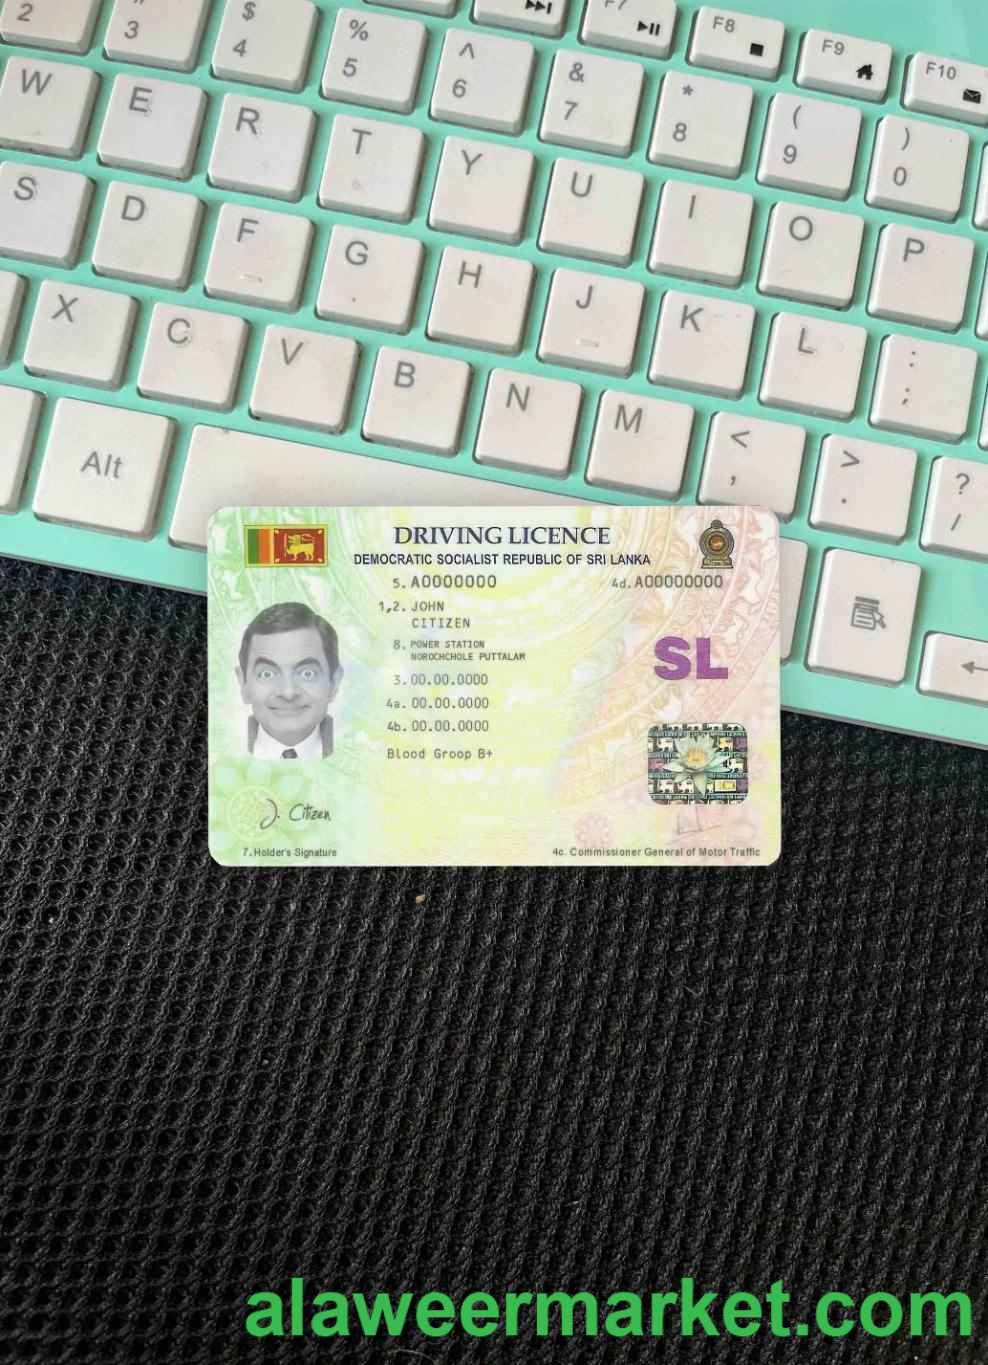 2
3
$
4
%
5
^
6
&
7
*
8
(
9
)
0
F7
F8
F9
F10
W
E
R
T
Y
U
I
O
P
S
D
F
G
H
J
K
L
:
;
X
C
V
B
N
M
<
,
>
.
?
/
Alt
DRIVING LICENCE
DEMOCRATIC SOCIALIST REPUBLIC OF SRI LANKA
5. A0000000 4d. A00000000
1,2. JOHN
CITIZEN
8. POWER STATION
NOROCHCHOLE PUTTALAM
SL
3. 00.00.0000
4a. 00.00.0000
4b. 00.00.0000
Blood Groop B+
J. Citizen
7. Holder's Signature 4c. Commissioner General of Motor Traffic
alaweermarket.com